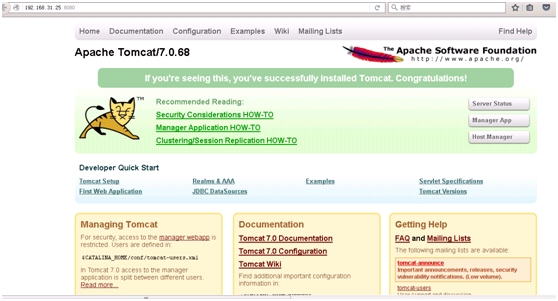 192.168.31.25:8080
搜索
Home Documentation Configuration Examples Wiki Mailing Lists Find Help
Apache Tomcat/7.0.68
The Apache Software Foundation
http://www.apache.org/
If you're seeing this, you've successfully installed Tomcat. Congratulations!
TM
Recommended Reading:
Security Considerations HOW-TO
Manager Application HOW-TO
Clustering/Session Replication HOW-TO
Server Status
Manager App
Host Manager
Developer Quick Start
Tomcat Setup
First Web Application
Realms & AAA
JDBC DataSources
Examples
Servlet Specifications
Tomcat Versions
Managing Tomcat
For security, access to the manager webapp is
restricted. Users are defined in:
$CATALINA_HOME/conf/tomcat-users.xml
In Tomcat 7.0 access to the manager
application is split between different users.
Read more...
Documentation
Tomcat 7.0 Documentation
Tomcat 7.0 Configuration
Tomcat Wiki
Find additional important configuration
information in:
Getting Help
FAQ and Mailing Lists
The following mailing lists are available:
tomcat-announce
Important announcements, releases, security
vulnerability notifications. (Low volume).
tomcat-users